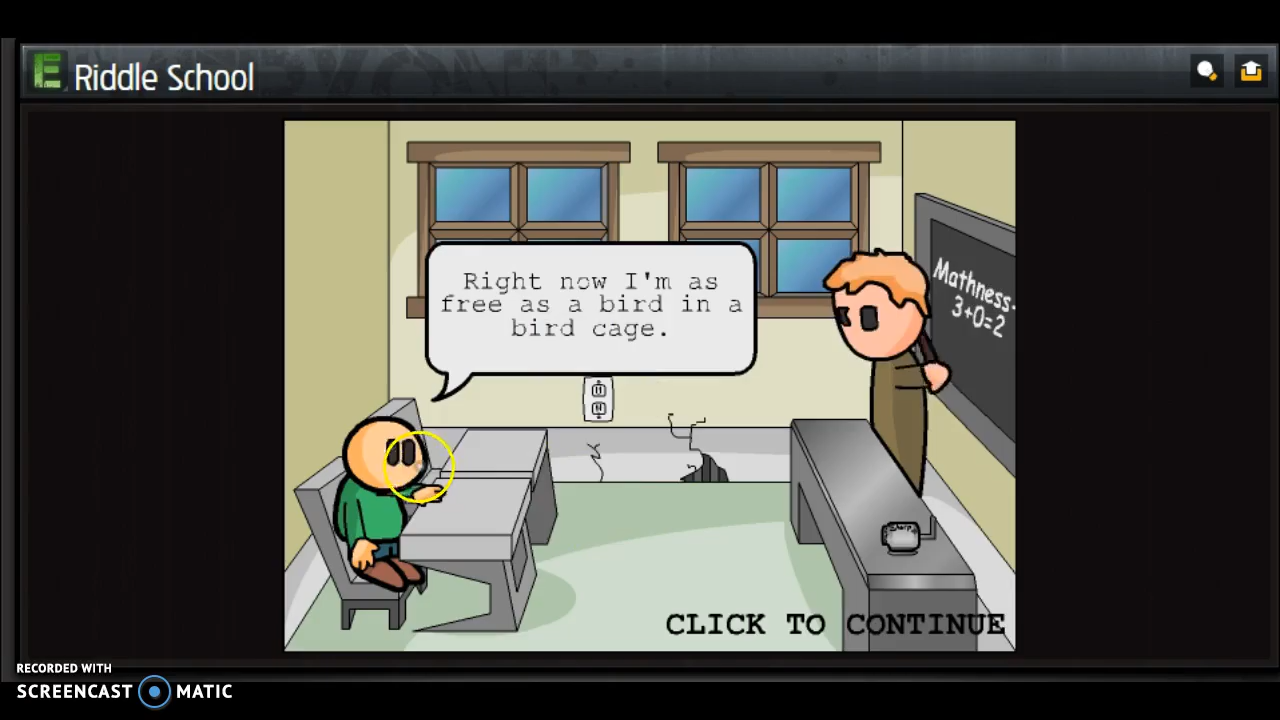 Riddle School
Right now I'm as
free as a bird in a
bird cage.
Mathness-
3+0=2
CLICK TO CONTINUE
RECORDED WITH
SCREENCAST MATIC